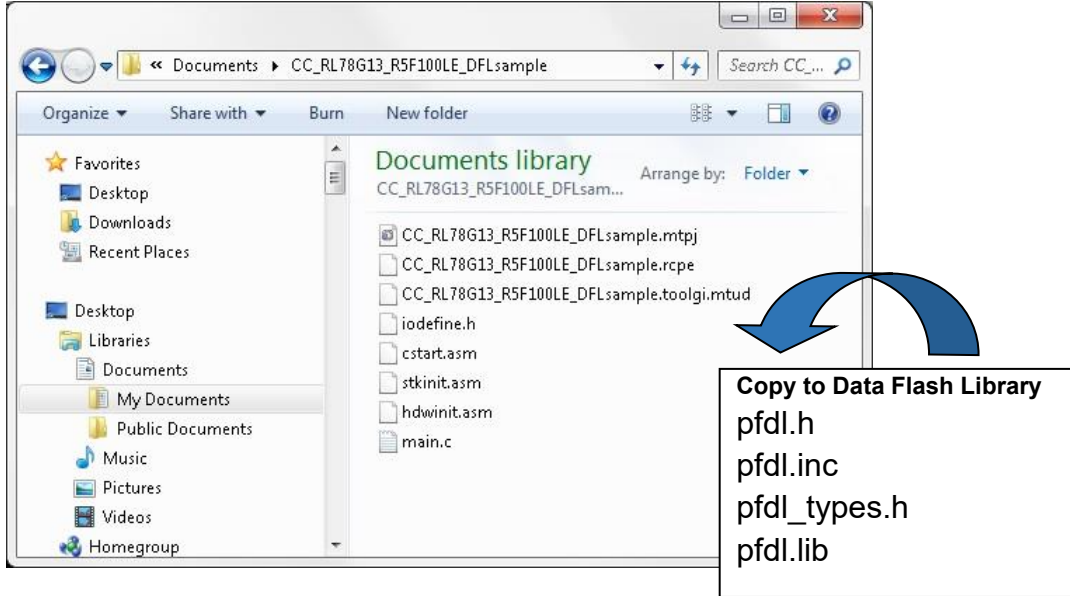 « Documents ▸ CC_RL78G13_R5F100LE_DFLsample
Search CC_...
Organize Share with Burn New folder
Favorites
Desktop
Downloads
Recent Places
Desktop
Libraries
Documents
My Documents
Public Documents
Music
Pictures
Videos
Homegroup
Documents library
CC_RL78G13_R5F100LE_DFLsam...
Arrange by: Folder
CC_RL78G13_R5F100LE_DFLsample.mtpj
CC_RL78G13_R5F100LE_DFLsample.rcpe
CC_RL78G13_R5F100LE_DFLsample.toolgi.mtud
iodefine.h
cstart.asm
stkinit.asm
hdwinit.asm
main.c
Copy to Data Flash Library
pfdl.h
pfdl.inc
pfdl_types.h
pfdl.lib